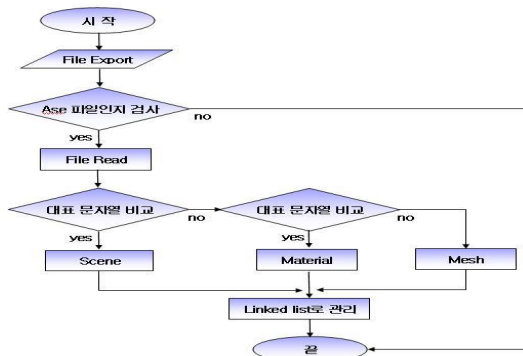 시 작
File Export
Ase 파일인지 검사
no
yes
File Read
대표 문자열 비교
no
대표 문자열 비교
no
yes
yes
Scene
Material
Mesh
Linked list로 관리
끝